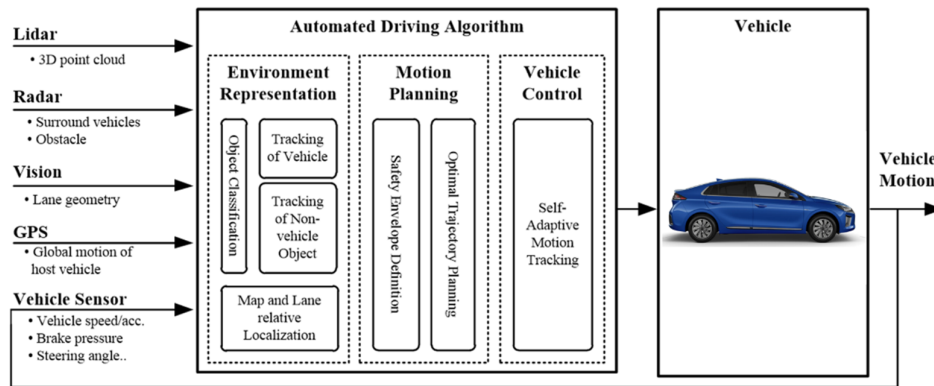 Lidar
• 3D point cloud
Radar
• Surround vehicles
• Obstacle
Vision
• Lane geometry
GPS
• Global motion of
host vehicle
Vehicle Sensor
• Vehicle speed/acc.
• Brake pressure
• Steering angle..
Automated Driving Algorithm
Environment
Representation
Object Classification
Tracking
of Vehicle
Tracking
of Non-
vehicle
Object
Map and Lane
relative
Localization
Motion
Planning
Safety Envelope Definition
Optimal Trajectory Planning
Vehicle
Control
Self-
Adaptive
Motion
Tracking
Vehicle
Vehicle
Motion